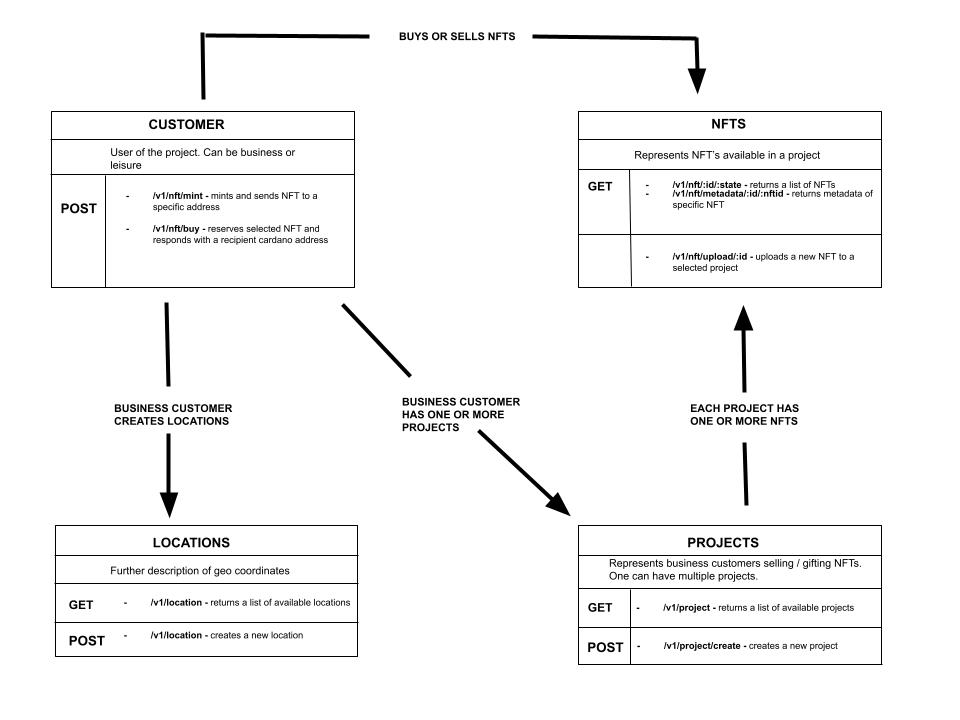 BUYS OR SELLS NFTS
CUSTOMER
User of the project. Can be business or
leisure
POST
- /v1/nft/mint - mints and sends NFT to a
specific address
- /v1/nft/buy - reserves selected NFT and
responds with a recipient cardano address
NFTS
Represents NFT's available in a project
GET
- /v1/nft/:id/:state - returns a list of NFTs
- /v1/nft/metadata/:id/:nftid - returns metadata of
specific NFT
- /v1/nft/upload/:id - uploads a new NFT to a
selected project
BUSINESS CUSTOMER
CREATES LOCATIONS
BUSINESS CUSTOMER
HAS ONE OR MORE
PROJECTS
EACH PROJECT HAS
ONE OR MORE NFTS
LOCATIONS
Further description of geo coordinates
GET - /v1/location - returns a list of available locations
POST - /v1/location - creates a new location
PROJECTS
Represents business customers selling / gifting NFTs.
One can have multiple projects.
GET - /v1/project - returns a list of available projects
POST - /v1/project/create - creates a new project